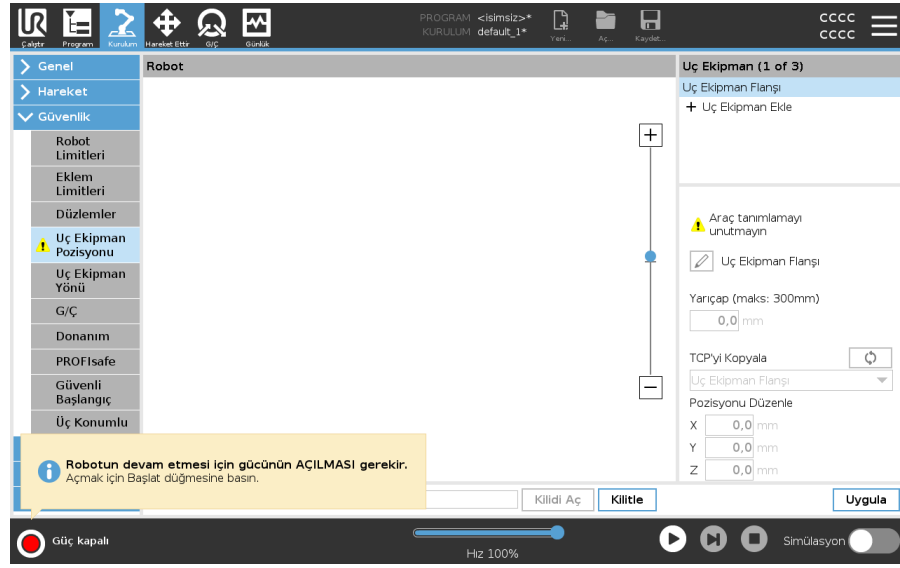 PROGRAM <isimsiz>*
KURULUM default_1*
Çalıştır
Program
Kurulum
Hareket Ettir
G/Ç
Günlük
Yeni...
Aç...
Kaydet...
cccc
cccc
Genel
Hareket
Güvenlik
Robot
Limitleri
Eklem
Limitleri
Düzlemler
Uç Ekipman
Pozisyonu
Uç Ekipman
Yönü
G/Ç
Donanım
PROFIsafe
Güvenli
Başlangıç
Üç Konumlu
Robot
Uç Ekipman (1 of 3)
Uç Ekipman Flanşı
Uç Ekipman Ekle
Araç tanımlamayı
unutmayın
Uç Ekipman Flanşı
Yarıçap (maks: 300mm)
0,0 mm
TCP'yi Kopyala
Uç Ekipman Flanşı
Pozisyonu Düzenle
X 0,0 mm
Y 0,0 mm
Z 0,0 mm
Robotun devam etmesi için gücünün AÇILMASI gerekir.
Açmak için Başlat düğmesine basın.
Kilidi Aç
Kilitle
Uygula
Güç kapalı
Hız 100%
Simülasyon